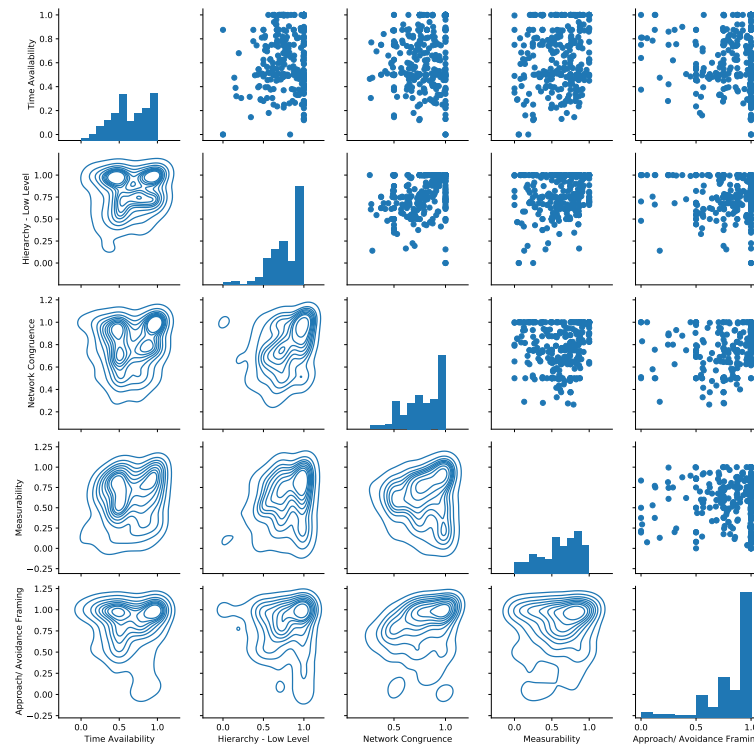 Time Availability
1.0
0.8
0.6
0.4
0.2
0.0
Hierarchy - Low Level
1.00
0.75
0.50
0.25
0.00
Network Congruence
1.2
1.0
0.8
0.6
0.4
0.2
Measurability
1.25
1.00
0.75
0.50
0.25
0.00
−0.25
Approach/ Avoidance Framing
1.25
1.00
0.75
0.50
0.25
0.00
−0.25
0.0 0.5 1.0
Time Availability
0.0 0.5 1.0
Hierarchy - Low Level
0.5 1.0
Network Congruence
0.0 0.5 1.0
Measurability
0.0 0.5 1.0
Approach/ Avoidance Framing